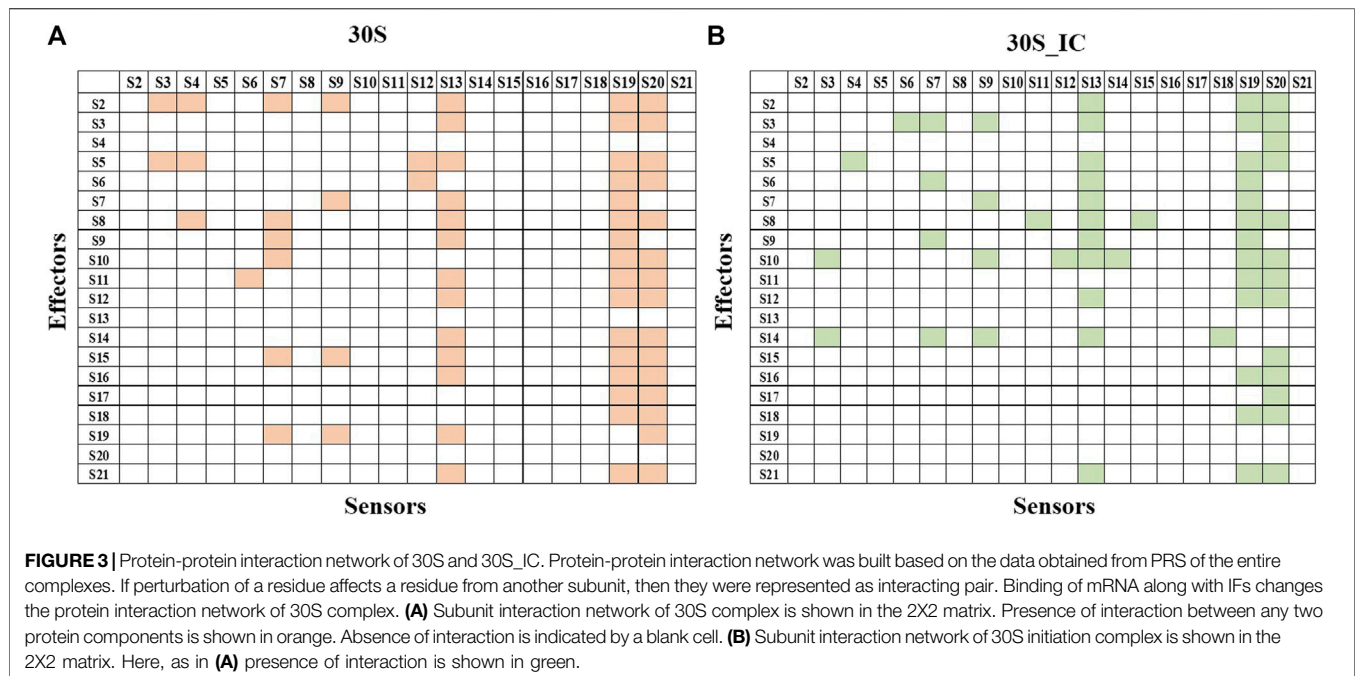 A
30S
S2 S3 S4 S5 S6 S7 S8 S9 S10 S11 S12 S13 S14 S15 S16 S17 S18 S19 S20 S21
S2
S3
S4
S5
S6
S7
S8
S9
S10
S11
S12
S13
S14
S15
S16
S17
S18
S19
S20
S21
Effectors
Sensors
B
30S_IC
S2 S3 S4 S5 S6 S7 S8 S9 S10 S11 S12 S13 S14 S15 S16 S17 S18 S19 S20 S21
S2
S3
S4
S5
S6
S7
S8
S9
S10
S11
S12
S13
S14
S15
S16
S17
S18
S19
S20
S21
Effectors
Sensors
FIGURE 3 | Protein-protein interaction network of 30S and 30S_IC. Protein-protein interaction network was built based on the data obtained from PRS of the entire
complexes. If perturbation of a residue affects a residue from another subunit, then they were represented as interacting pair. Binding of mRNA along with IFs changes
the protein interaction network of 30S complex. (A) Subunit interaction network of 30S complex is shown in the 2X2 matrix. Presence of interaction between any two
protein components is shown in orange. Absence of interaction is indicated by a blank cell. (B) Subunit interaction network of 30S initiation complex is shown in the
2X2 matrix. Here, as in (A) presence of interaction is shown in green.